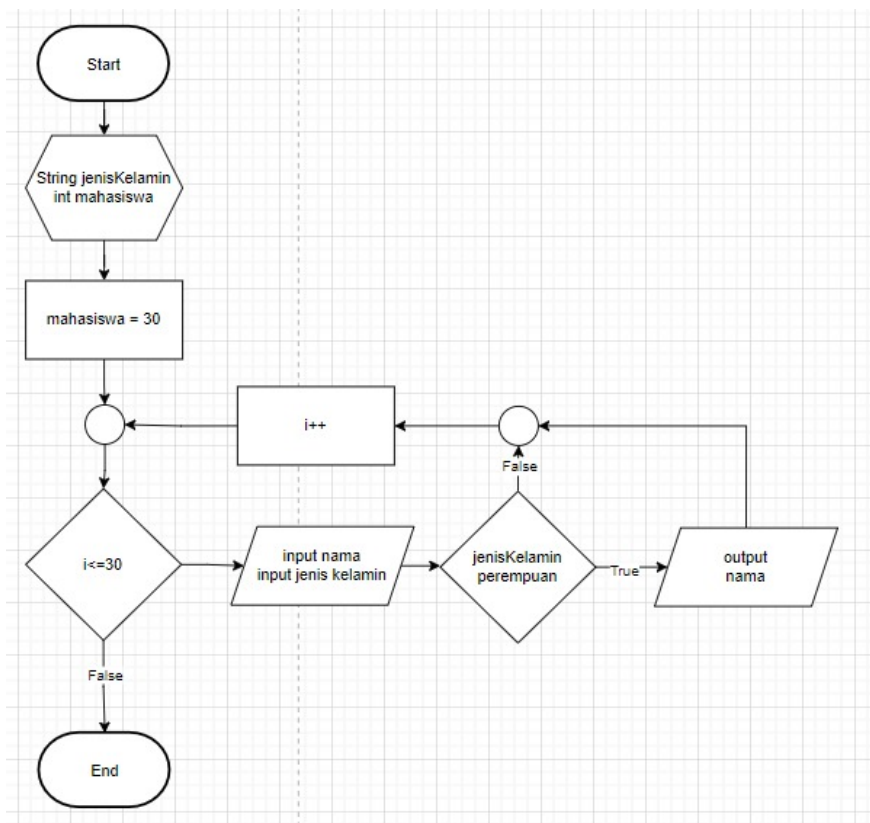 Start
String jenisKelamin
int mahasiswa
mahasiswa = 30
i++
False
i<=30
input nama
input jenis kelamin
jenisKelamin
perempuan
True
output
nama
False
End